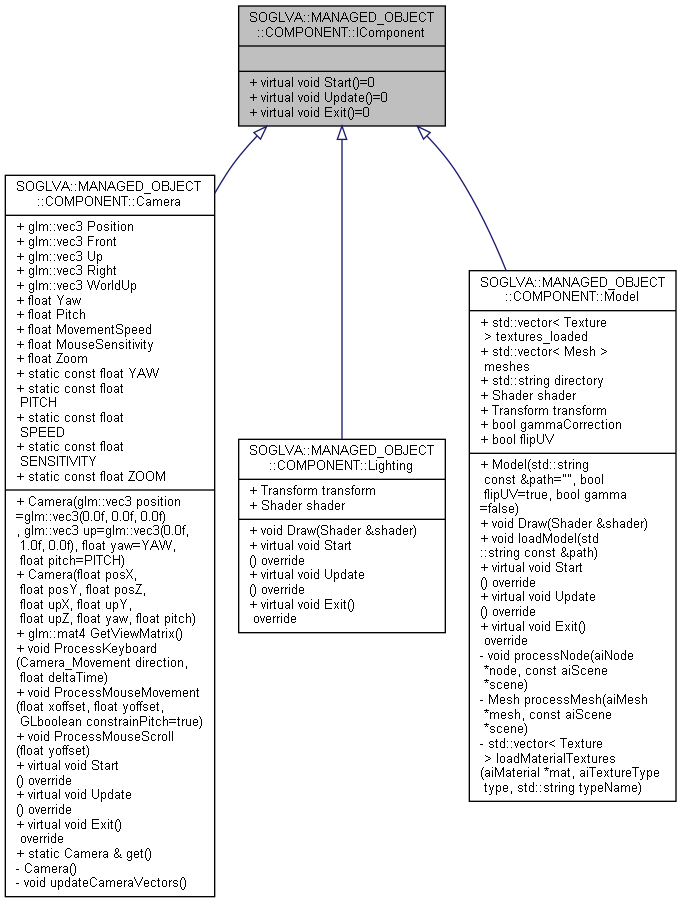 SOGLVA::MANAGED_OBJECT
::COMPONENT::IComponent
+ virtual void Start()=0
+ virtual void Update()=0
+ virtual void Exit()=0
SOGLVA::MANAGED_OBJECT
::COMPONENT::Camera
+ glm::vec3 Position
+ glm::vec3 Front
+ glm::vec3 Up
+ glm::vec3 Right
+ glm::vec3 WorldUp
+ float Yaw
+ float Pitch
+ float MovementSpeed
+ float MouseSensitivity
+ float Zoom
+ static const float YAW
+ static const float
PITCH
+ static const float
SPEED
+ static const float
SENSITIVITY
+ static const float ZOOM
+ Camera(glm::vec3 position
=glm::vec3(0.0f, 0.0f, 0.0f)
, glm::vec3 up=glm::vec3(0.0f,
1.0f, 0.0f), float yaw=YAW,
float pitch=PITCH)
+ Camera(float posX,
float posY, float posZ,
float upX, float upY,
float upZ, float yaw, float pitch)
+ glm::mat4 GetViewMatrix()
+ void ProcessKeyboard
(Camera_Movement direction,
float deltaTime)
+ void ProcessMouseMovement
(float xoffset, float yoffset,
GLboolean constrainPitch=true)
+ void ProcessMouseScroll
(float yoffset)
+ virtual void Start
() override
+ virtual void Update
() override
+ virtual void Exit()
override
+ static Camera & get()
- Camera()
- void updateCameraVectors()
SOGLVA::MANAGED_OBJECT
::COMPONENT::Lighting
+ Transform transform
+ Shader shader
+ void Draw(Shader &shader)
+ virtual void Start
() override
+ virtual void Update
() override
+ virtual void Exit()
override
SOGLVA::MANAGED_OBJECT
::COMPONENT::Model
+ std::vector< Texture
> textures_loaded
+ std::vector< Mesh >
meshes
+ std::string directory
+ Shader shader
+ Transform transform
+ bool gammaCorrection
+ bool flipUV
+ Model(std::string
const &path="", bool
flipUV=true, bool gamma
=false)
+ void Draw(Shader &shader)
+ void loadModel(std
::string const &path)
+ virtual void Start
() override
+ virtual void Update
() override
+ virtual void Exit()
override
- void processNode(aiNode
*node, const aiScene
*scene)
- Mesh processMesh(aiMesh
*mesh, const aiScene
*scene)
- std::vector< Texture
> loadMaterialTextures
(aiMaterial *mat, aiTextureType
type, std::string typeName)